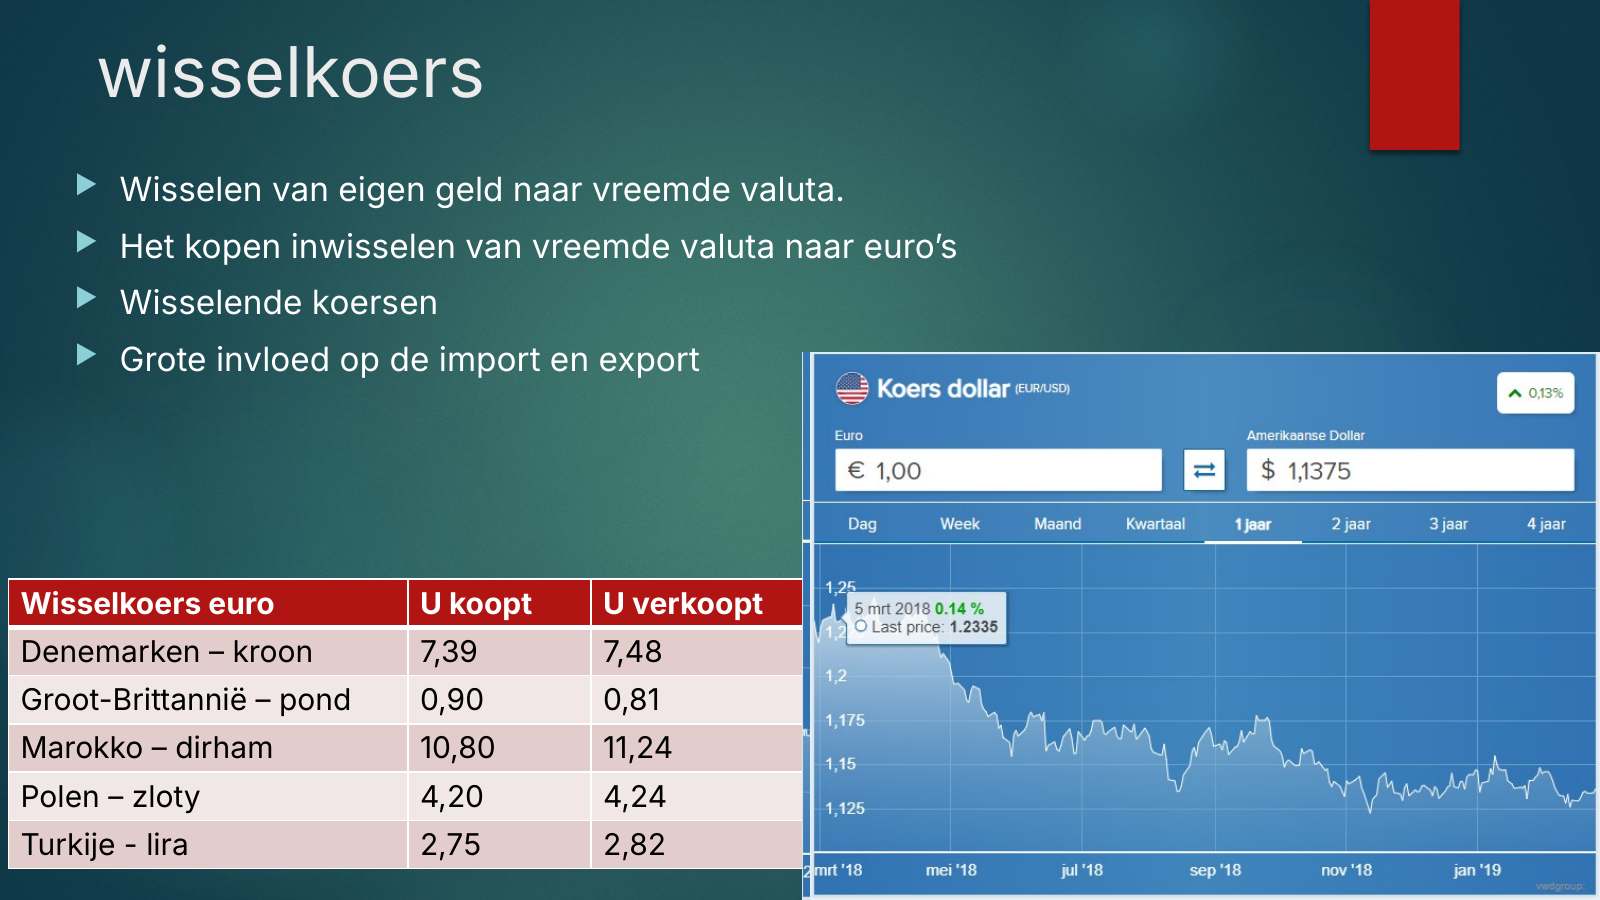 wisselkoers
Wisselen van eigen geld naar vreemde valuta.
Het kopen inwisselen van vreemde valuta naar euro’s
Wisselende koersen
Grote invloed op de import en export
Wisselkoers euro U koopt U verkoopt
Denemarken – kroon 7,39 7,48
Groot-Brittannië – pond 0,90 0,81
Marokko – dirham 10,80 11,24
Polen – zloty 4,20 4,24
Turkije - lira 2,75 2,82
Koers dollar (EUR/USD)
0,13%
Euro Amerikaanse Dollar
€ 1,00 $ 1,1375
Dag Week Maand Kwartaal 1 jaar 2 jaar 3 jaar 4 jaar
1,25
5 mrt 2018 0.14 %
Last price: 1.2335
1,2
1,175
1,15
1,125
mrt '18 mei '18 jul '18 sep '18 nov '18 jan '19
vwdgroup: